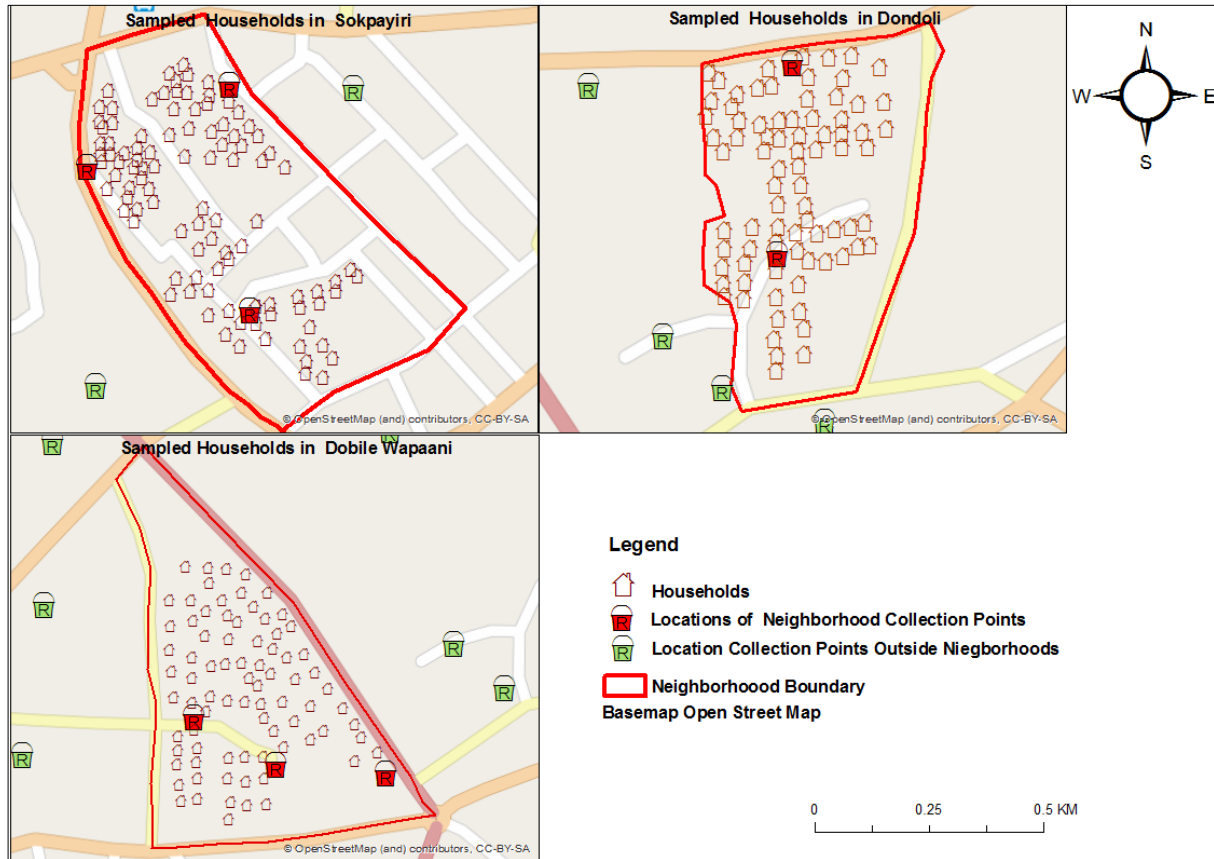 Sampled Households in Sokpayiri
R
R
R
R
R
© OpenStreetMap (and) contributors, CC-BY-SA
Sampled Households in Dondoli
R
R
R
R
R
R
© OpenStreetMap (and) contributors, CC-BY-SA
N
W E
S
Sampled Households in Dobile Wapaani
R
R
R
R
R
R
R
R
© OpenStreetMap (and) contributors, CC-BY-SA
Legend
Households
R Locations of Neighborhood Collection Points
R Location Collection Points Outside Niegborhoods
Neighborhoood Boundary
Basemap Open Street Map
0 0.25 0.5 KM